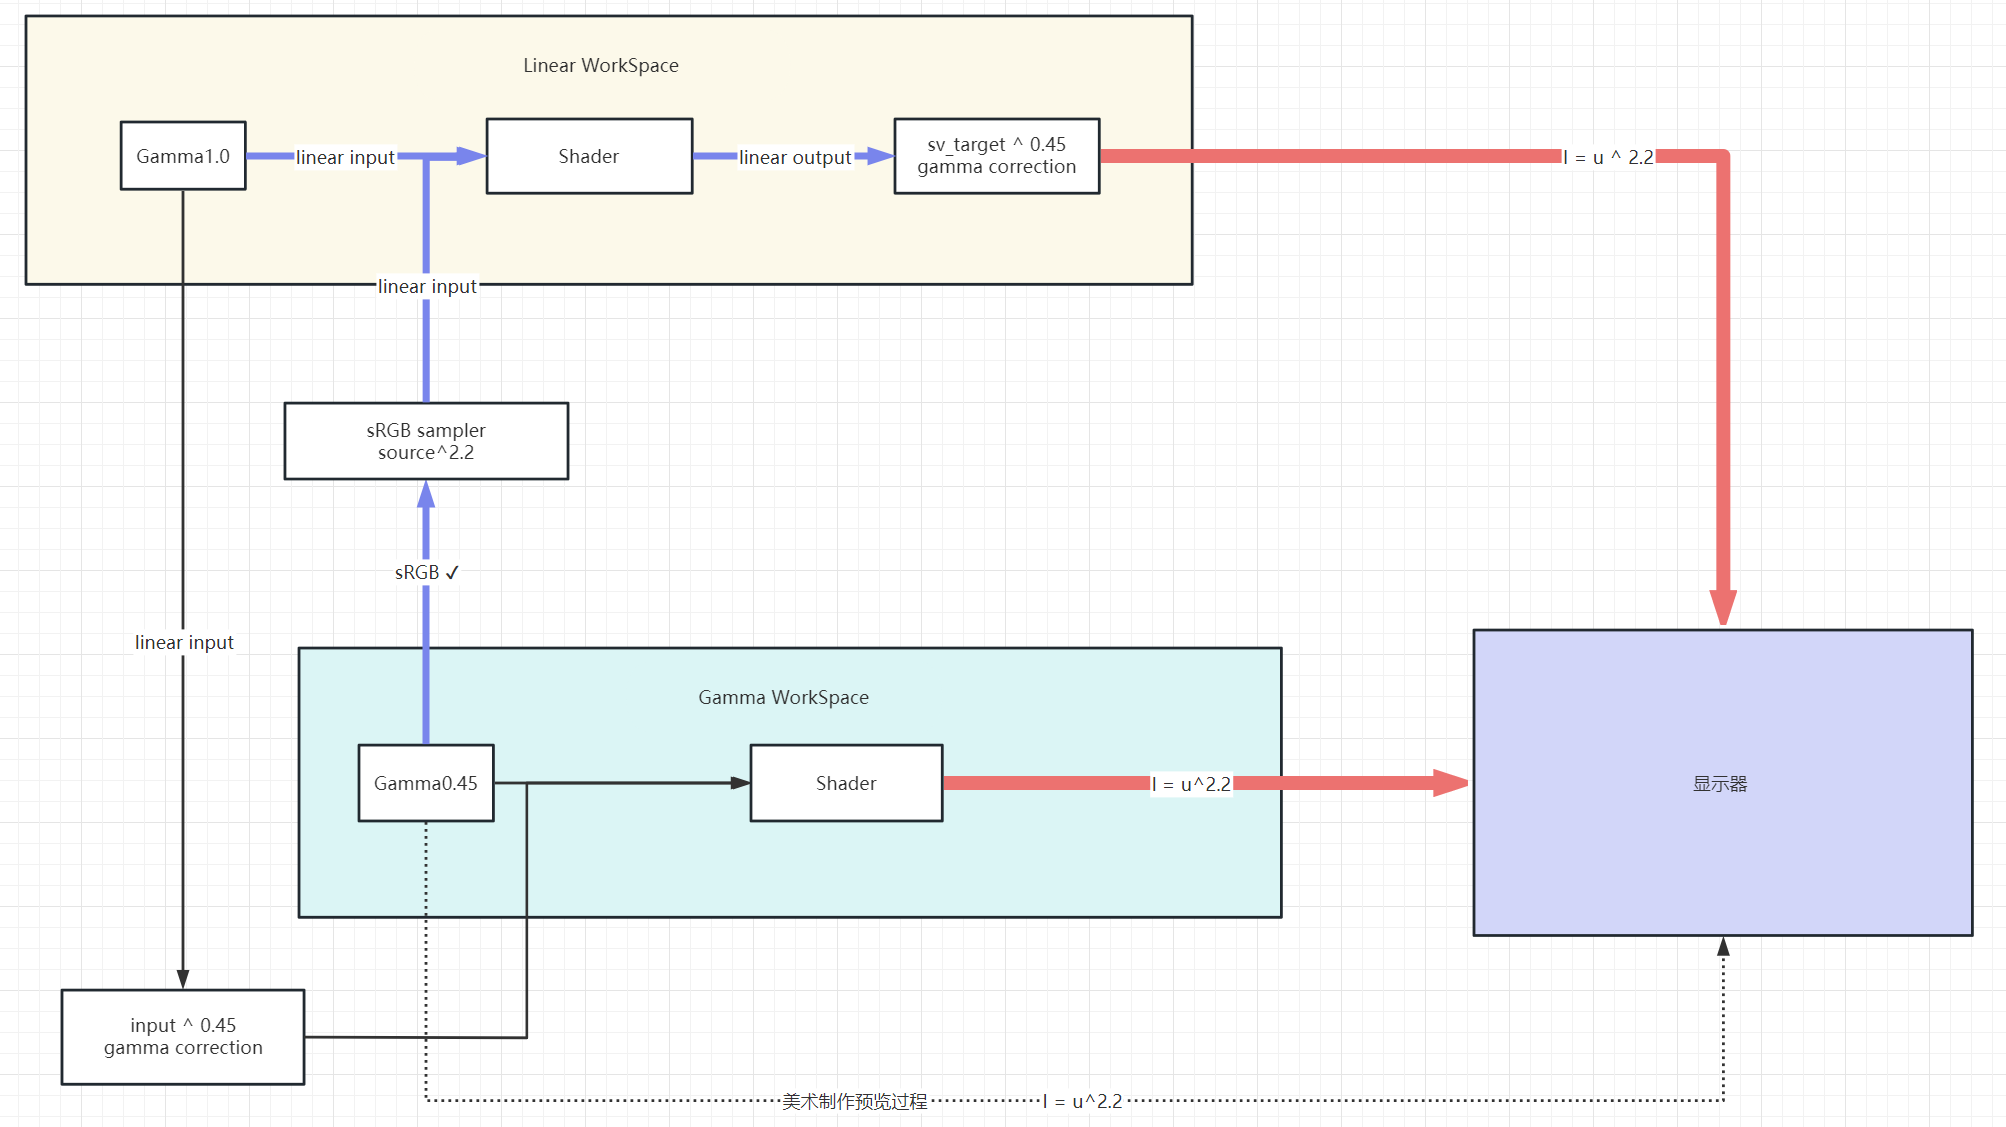 Linear WorkSpace
Gamma1.0
linear input
Shader
linear output
sv_target ^ 0.45
gamma correction
I = u ^ 2.2
linear input
sRGB sampler
source^2.2
sRGB ✓
linear input
Gamma WorkSpace
Gamma0.45
Shader
I = u^2.2
显示器
input ^ 0.45
gamma correction
美术制作预览过程
I = u^2.2